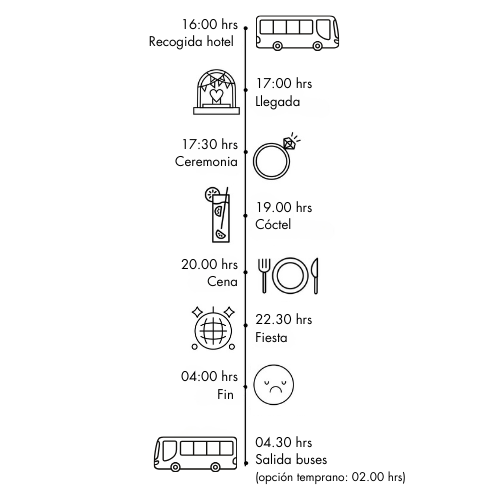 16:00 hrs
Recogida hotel
17:00 hrs
Llegada
17:30 hrs
Ceremonia
19.00 hrs
Cóctel
20.00 hrs
Cena
22.30 hrs
Fiesta
04:00 hrs
Fin
04.30 hrs
Salida buses
(opción temprano: 02.00 hrs)